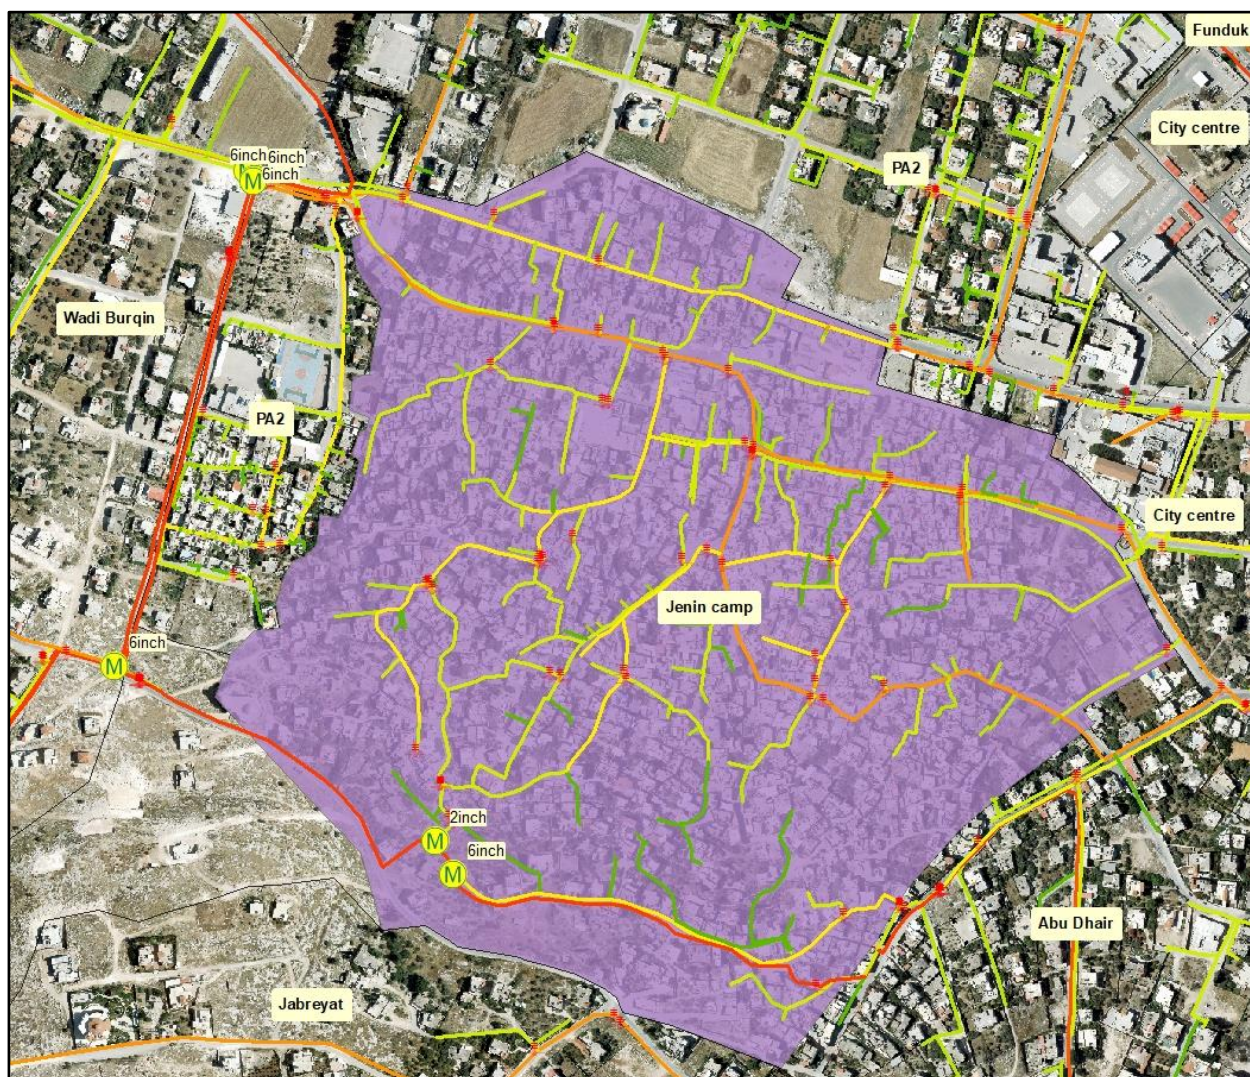 Funduk
City centre
6inch
6inch
6inch
PA2
Wadi Burqin
PA2
City centre
Jenin camp
6inch
2inch
6inch
Abu Dhair
Jabreyat
M
M
M
M